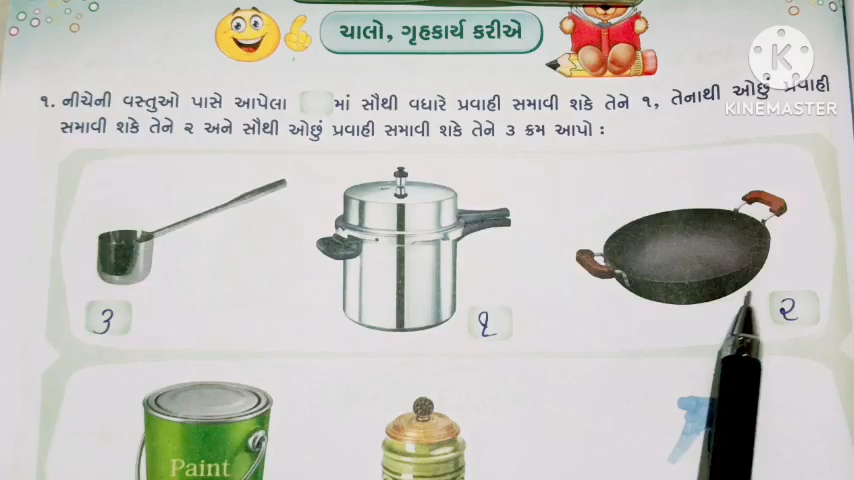 ચાલો, ગૃહકાર્ય કરીએ
૧. નીચેની વસ્તુઓ પાસે આપેલા માં સૌથી વધારે પ્રવાહી સમાવી શકે તેને ૧, તેનાથી ઓછું પ્રવાહી
સમાવી શકે તેને ૨ અને સૌથી ઓછું પ્રવાહી સમાવી શકે તેને ૩ ક્રમ આપો :
K
KINEMASTER
૩ ૧ ૨
Paint